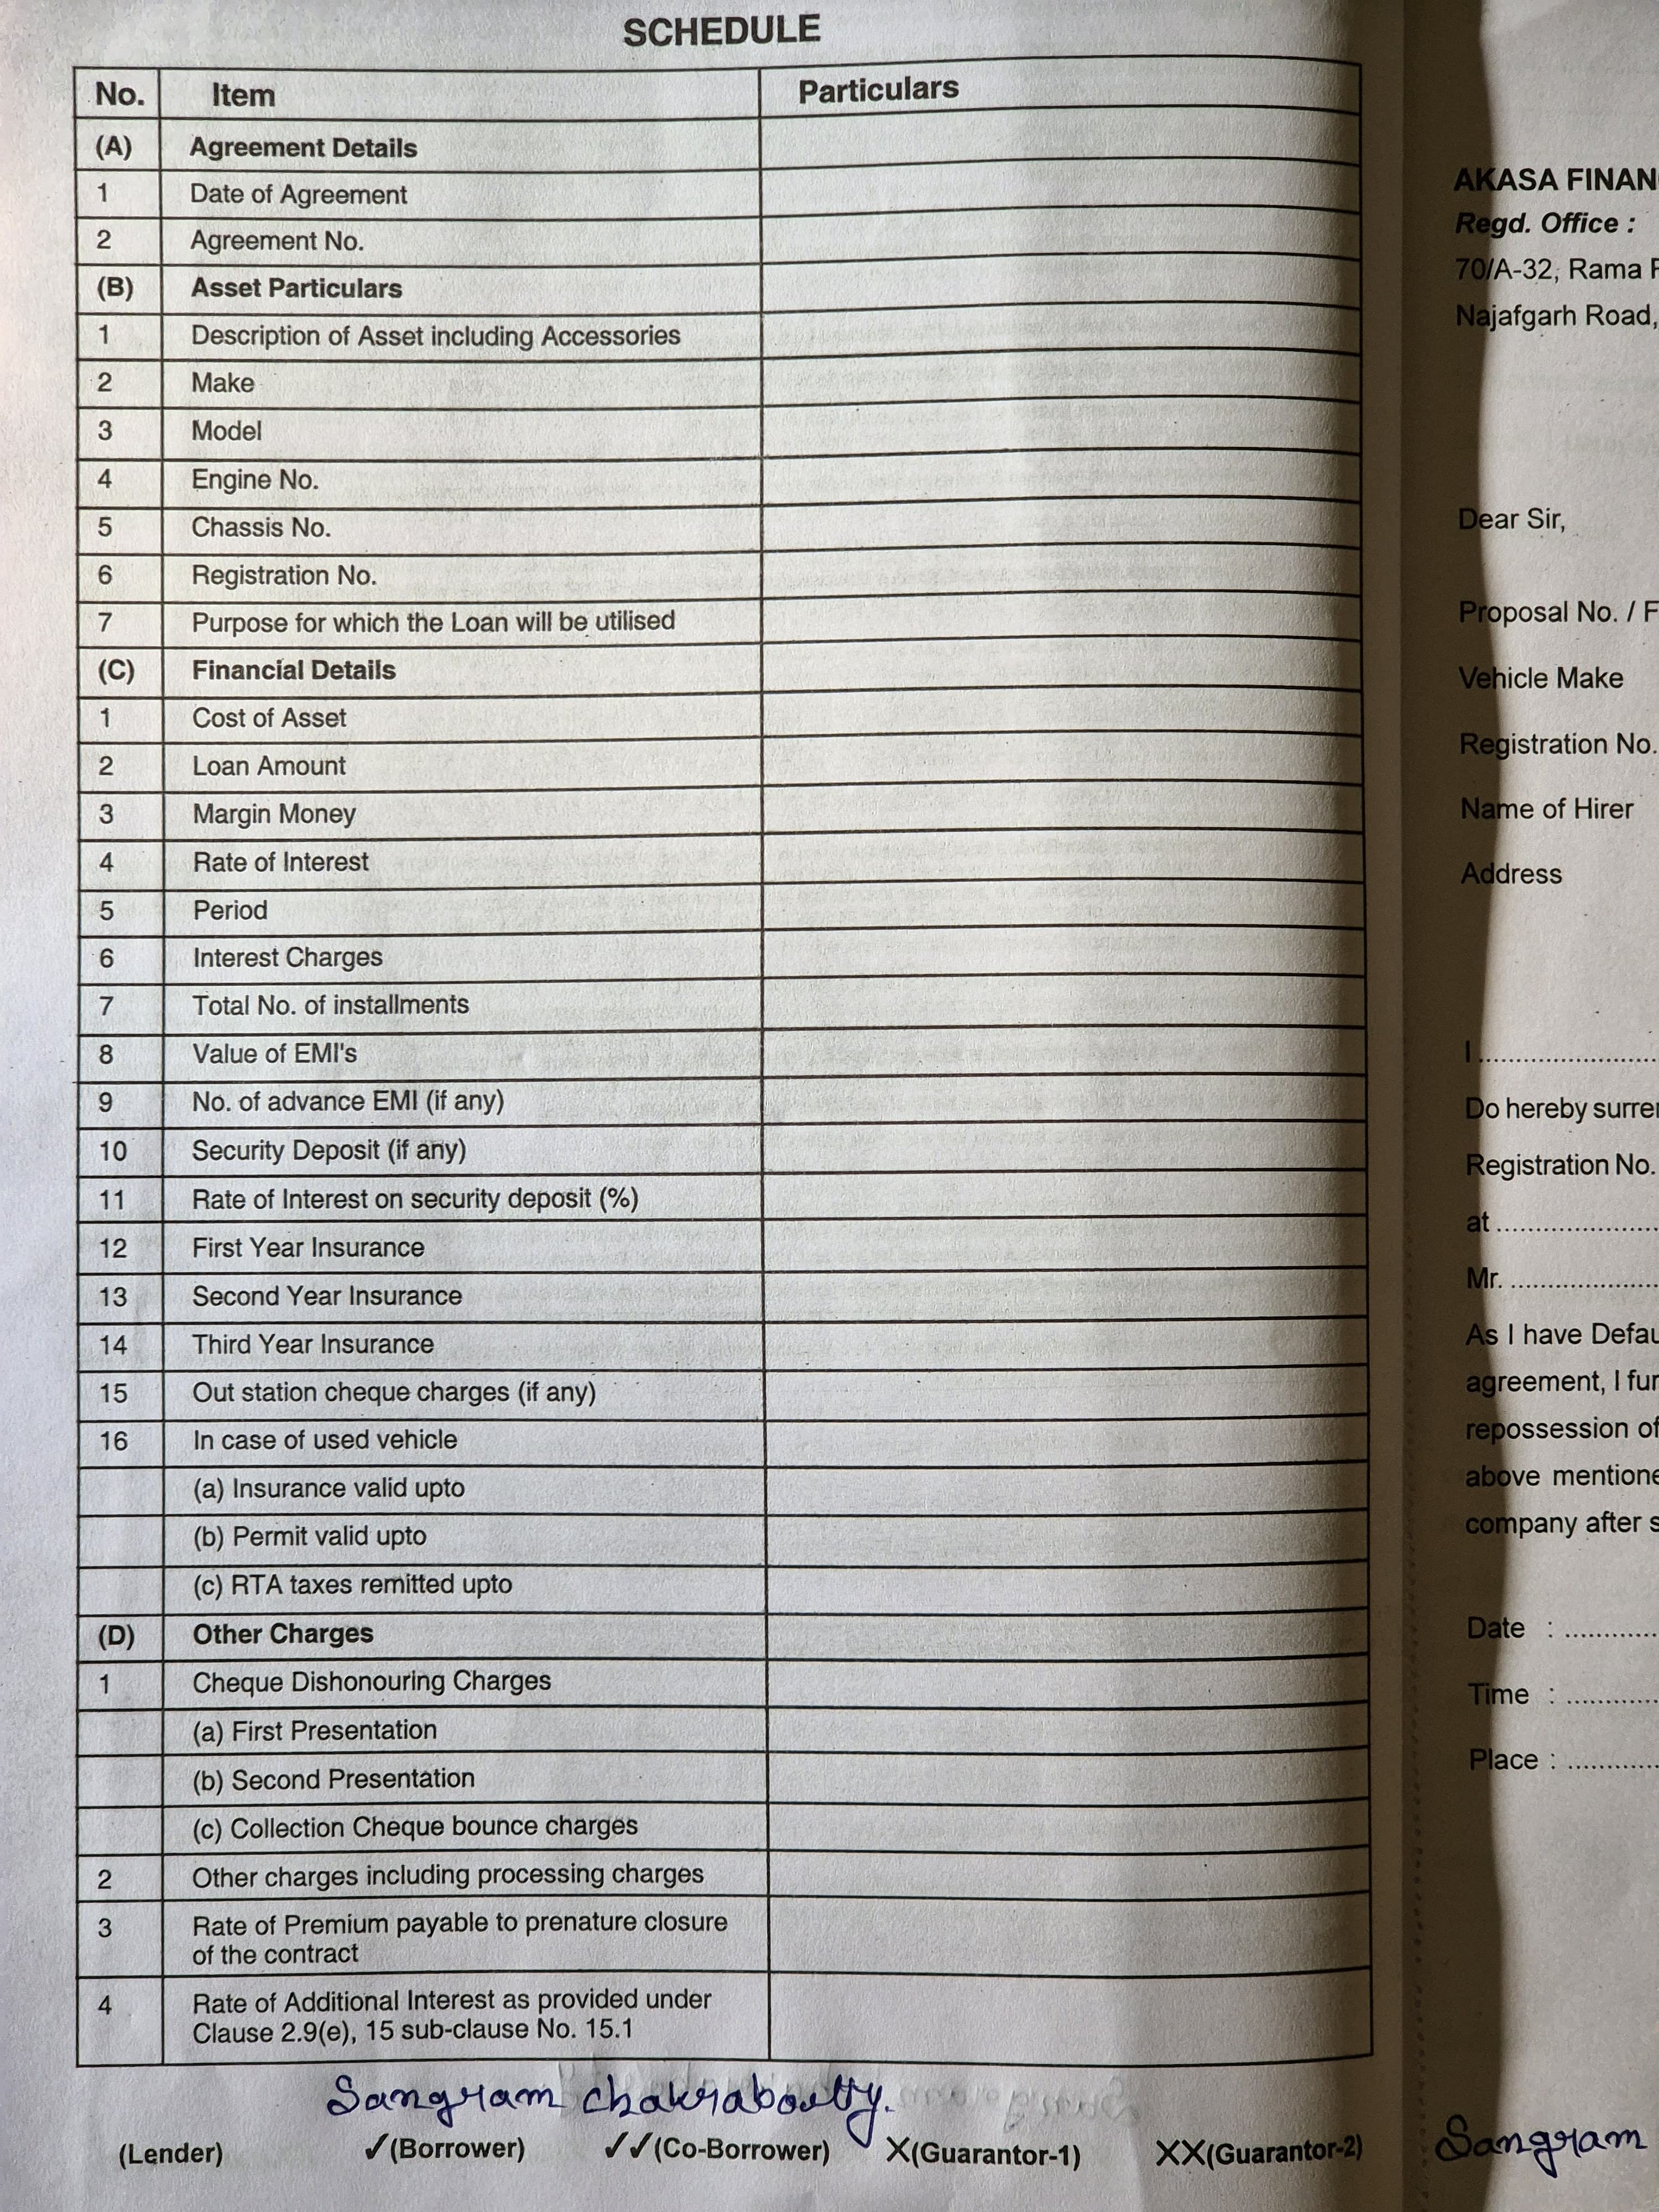 SCHEDULE
No. Item Particulars
(A) Agreement Details
1 Date of Agreement
2 Agreement No.
(B) Asset Particulars
1 Description of Asset including Accessories
2 Make
3 Model
4 Engine No.
5 Chassis No.
6 Registration No.
7 Purpose for which the Loan will be utilised
(C) Financial Details
1 Cost of Asset
2 Loan Amount
3 Margin Money
4 Rate of Interest
5 Period
6 Interest Charges
7 Total No. of installments
8 Value of EMI's
9 No. of advance EMI (if any)
10 Security Deposit (if any)
11 Rate of Interest on security deposit (%)
12 First Year Insurance
13 Second Year Insurance
14 Third Year Insurance
15 Out station cheque charges (if any)
16 In case of used vehicle
(a) Insurance valid upto
(b) Permit valid upto
(c) RTA taxes remitted upto
(D) Other Charges
1 Cheque Dishonouring Charges
(a) First Presentation
(b) Second Presentation
(c) Collection Cheque bounce charges
2 Other charges including processing charges
3 Rate of Premium payable to prenature closure
of the contract
4 Rate of Additional Interest as provided under
Clause 2.9(e), 15 sub-clause No. 15.1
Sangram chakrabortty.
(Lender) ✓(Borrower) ✓✓(Co-Borrower) X(Guarantor-1) XX(Guarantor-2)
AKASA
Regd. Office :
70/A-32, Rama
Najafgarh Road,
Dear Sir,
Proposal No. /
Vehicle Make
Registration No.
Name of Hirer
Address
I ....................
Do hereby
Registration No.
at ....................
Mr. ....................
As I have
agreement, I
repossession of
above
company after
Date : ............
Time : ............
Place : ............
Sangram